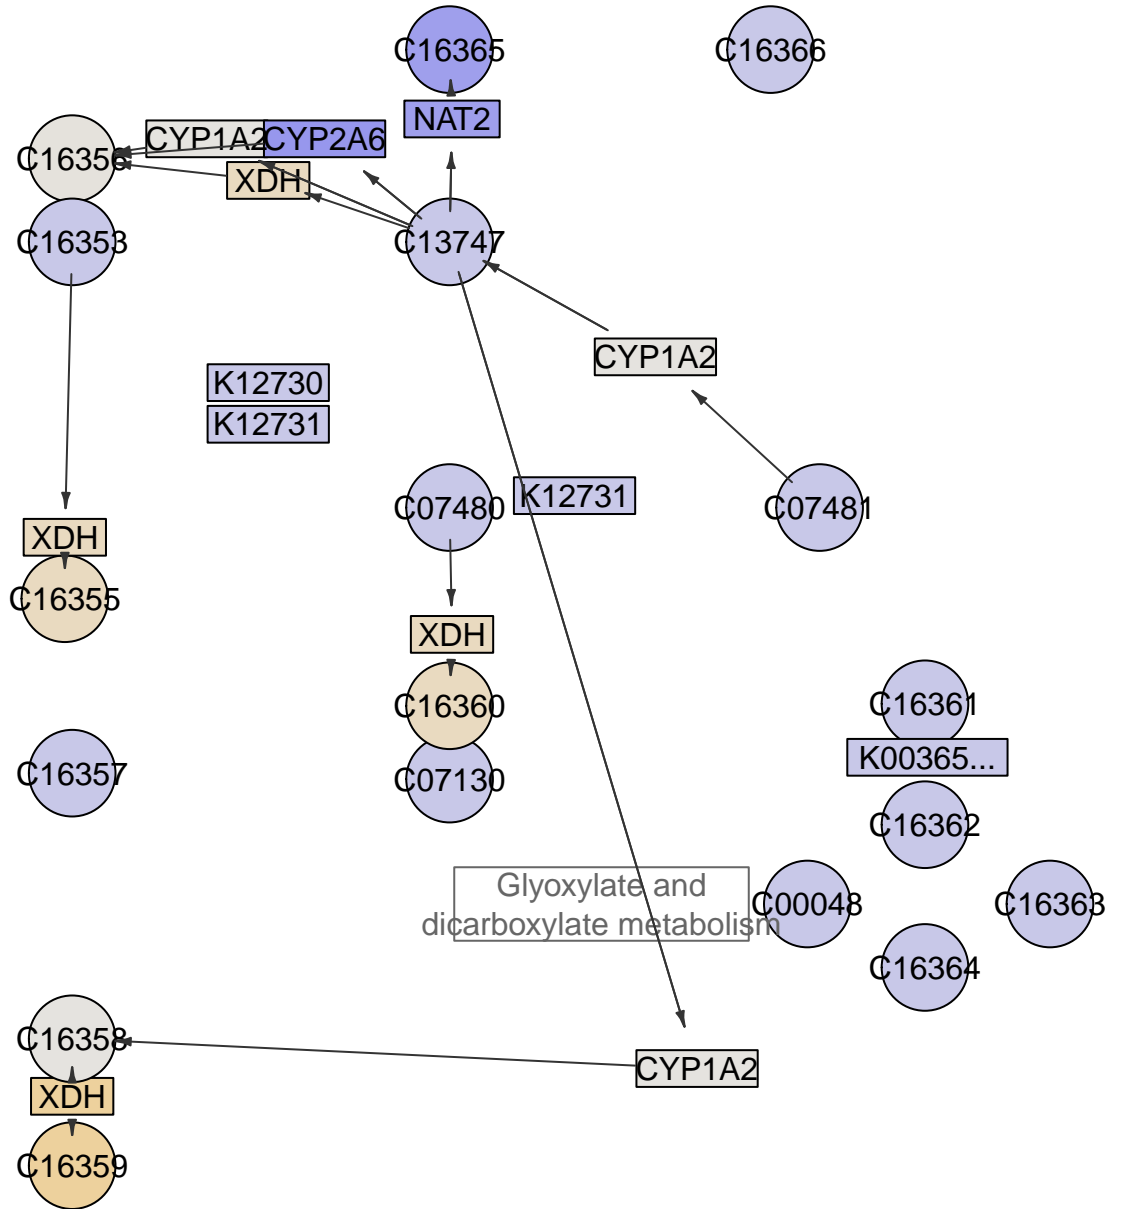 C16365
C16366
NAT2
CYP1A2
CYP2A6
C16356
XDH
C16353
C13747
CYP1A2
K12730
K12731
K12731
C07480
C07481
XDH
C16355
XDH
C16361
C16360
K00365...
C16357
C07130
C16362
Glyoxylate and
dicarboxylate metabolism
C00048
C16363
C16364
C16358
CYP1A2
XDH
C16359